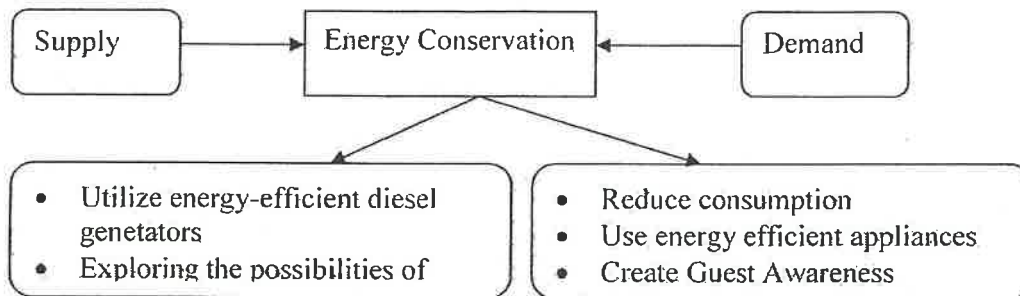 Supply
Energy Conservation
Demand
• Utilize energy-efficient diesel
genetators
• Exploring the possibilities of
• Reduce consumption
• Use energy efficient appliances
• Create Guest Awareness